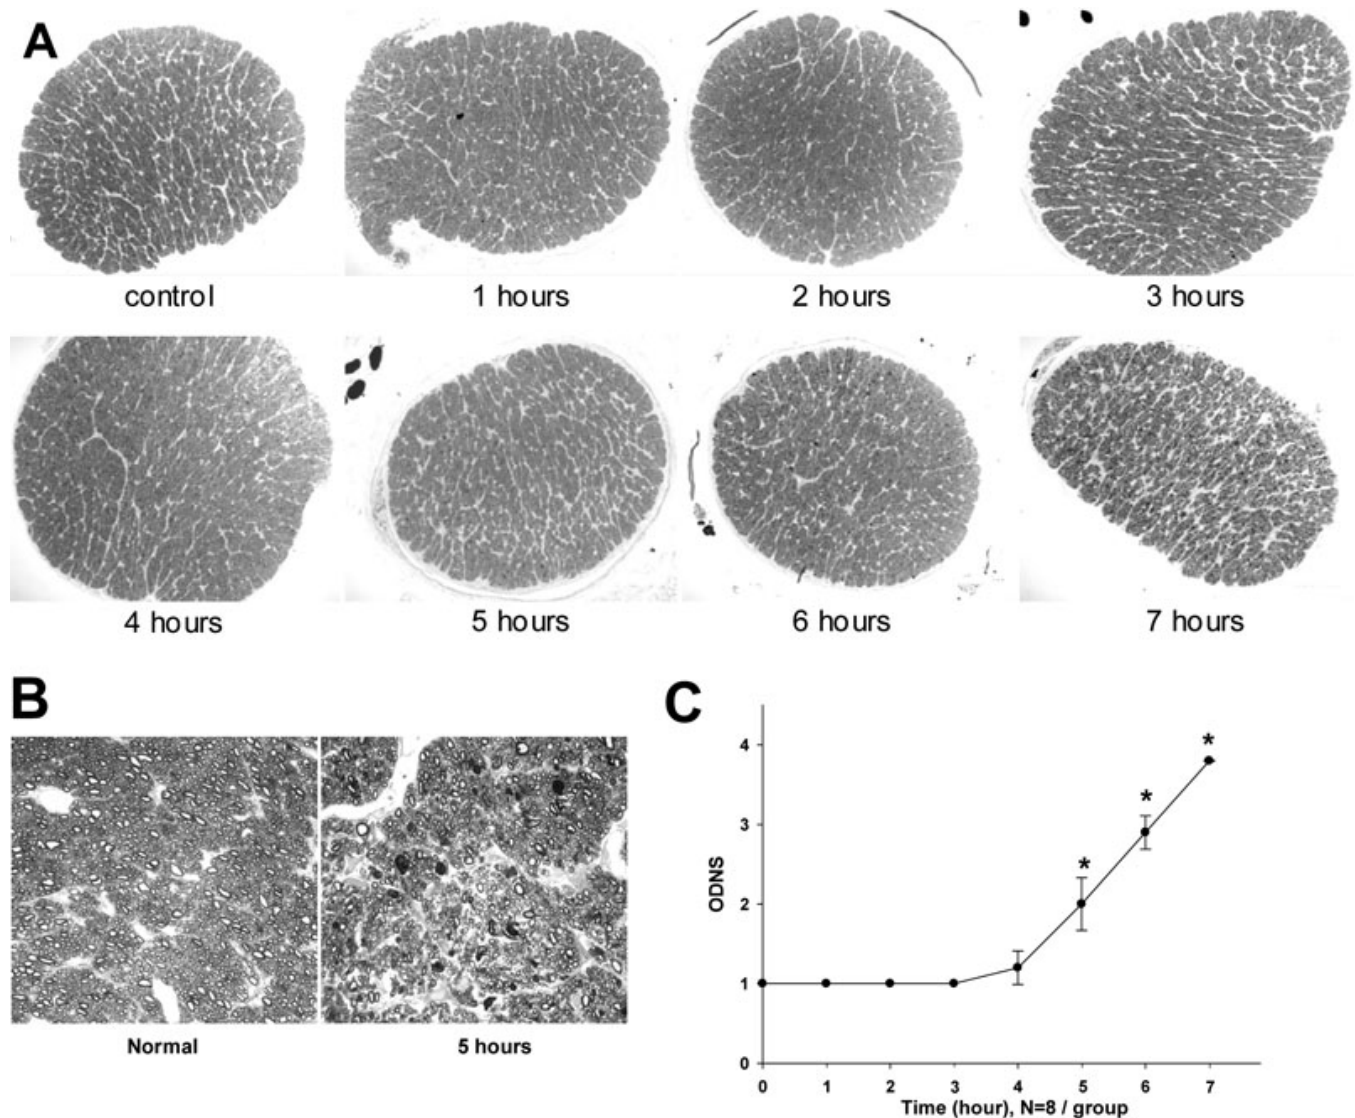 A
control
1 hours
2 hours
3 hours
4 hours
5 hours
6 hours
7 hours
B
Normal
5 hours
C
ODNS
4
3
2
1
0
*
*
*
0 1 2 3 4 5 6 7
Time (hour), N=8 / group